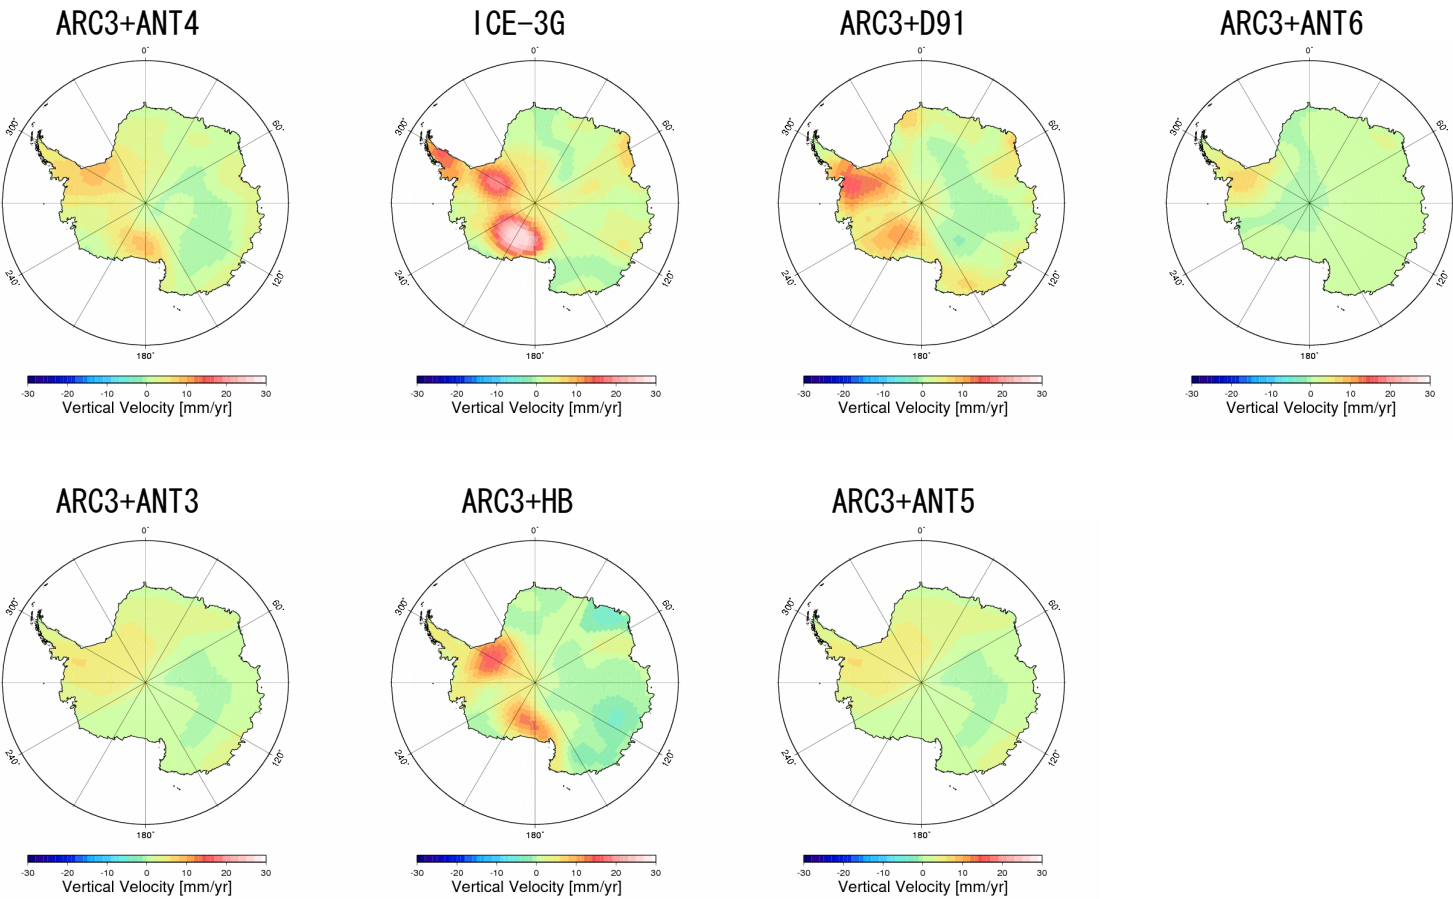 ARC3+ANT4 ICE-3G ARC3+D91 ARC3+ANT6
0° 0° 0° 0°
300° 60° 300° 60° 300° 60° 300° 60°
240° 120° 240° 120° 240° 120° 240° 120°
180° 180° 180° 180°
-30 -20 -10 0 10 20 30 -30 -20 -10 0 10 20 30 -30 -20 -10 0 10 20 30 -30 -20 -10 0 10 20 30
Vertical Velocity [mm/yr] Vertical Velocity [mm/yr] Vertical Velocity [mm/yr] Vertical Velocity [mm/yr]
ARC3+ANT3 ARC3+HB ARC3+ANT5
0° 0° 0°
300° 60° 300° 60° 300° 60°
240° 120° 240° 120° 240° 120°
180° 180° 180°
-30 -20 -10 0 10 20 30 -30 -20 -10 0 10 20 30 -30 -20 -10 0 10 20 30
Vertical Velocity [mm/yr] Vertical Velocity [mm/yr] Vertical Velocity [mm/yr]